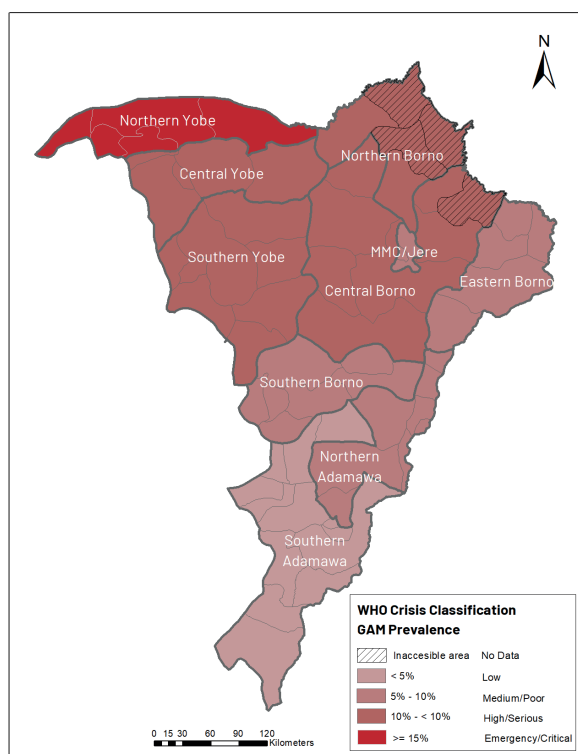 N
Northern Yobe
Northern Borno
Central Yobe
MMC/Jere
Southern Yobe
Eastern Borno
Central Borno
Southern Borno
Northern
Adamawa
Southern
Adamawa
WHO Crisis Classification
GAM Prevalence
Inaccesible area No Data
< 5% Low
5% - 10% Medium/Poor
10% - < 10% High/Serious
>= 15% Emergency/Critical
0 15 30 60 90 120
Kilometers